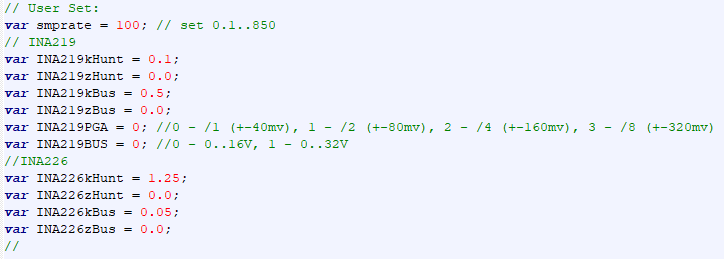 // User Set:
var smprate = 100; // set 0.1..850
// INA219
var INA219kHunt = 0.1;
var INA219zHunt = 0.0;
var INA219kBus = 0.5;
var INA219zBus = 0.0;
var INA219PGA = 0; //0 - /1 (+-40mv), 1 - /2 (+-80mv), 2 - /4 (+-160mv), 3 - /8 (+-320mv)
var INA219BUS = 0; //0 - 0..16V, 1 - 0..32V
//INA226
var INA226kHunt = 1.25;
var INA226zHunt = 0.0;
var INA226kBus = 0.05;
var INA226zBus = 0.0;
//